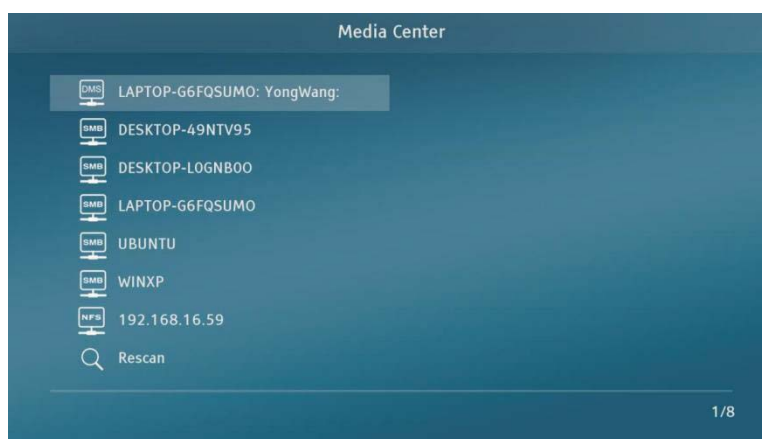 Media Center
DMS LAPTOP-G6FQSUMO: YongWang:
SMB DESKTOP-49NTV95
SMB DESKTOP-L0GNB00
SMB LAPTOP-G6FQSUMO
SMB UBUNTU
SMB WINXP
NFS 192.168.16.59
Rescan
1/8